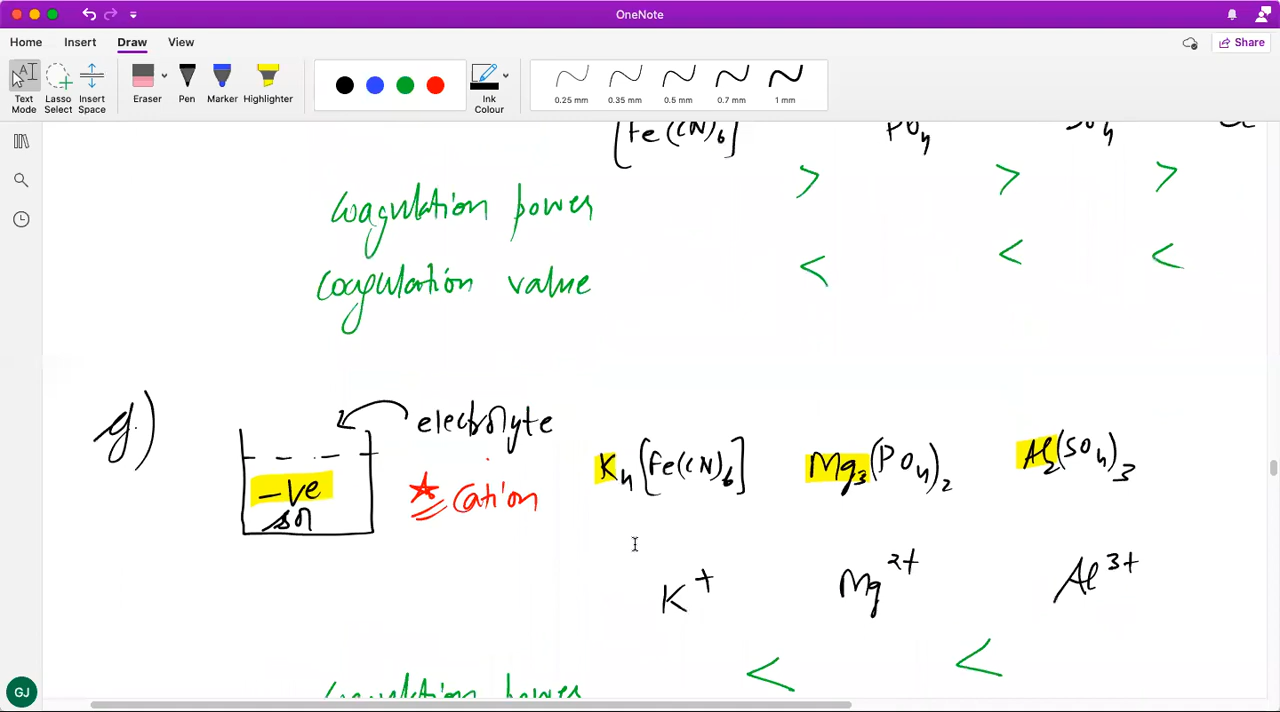 OneNote
Home Insert Draw View Share
Text Mode Lasso Select Insert Space Eraser Pen Marker Highlighter Ink Colour 0.25 mm 0.35 mm 0.5 mm 0.7 mm 1 mm
[Fe(CN)6] PO4 SO4
Coagulation power > > >
Coagulation value < < <
g.) electrolyte
-ve sol
★ Cation
K4[Fe(CN)6] Mg3(PO4)2 Al2(SO4)3
K+ Mg2+ Al3+
Coagulation power < <
GJ